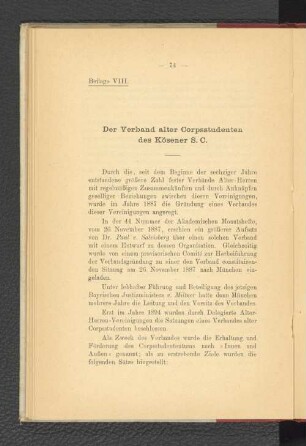 — 74 —
Beilage VIII.
Der Verband alter Corpsstudenten
des Kösener S. C.
Durch die, seit dem Beginne der sechziger Jahre
entstandene größere Zahl fester Verbände Alter-Herren
mit regelmäßigen Zusammenkünften und durch Anknüpfen
geselliger Beziehungen zwischen diesen Vereinigungen,
wurde im Jahre 1887 die Gründung eines Verbandes
dieser Vereinigungen angeregt.
In der 44 Nummer der Akademischen Monatshefte,
vom 26 November 1887, erschien ein größerer Aufsatz
von Dr. Paul v. Salvisberg über einen solchen Verband
mit einem Entwurf zu dessen Organisation. Gleichzeitig
wurde von einem provisorischen Comité zur Herbeiführung
der Verbandsgründung zu einer den Verband constituiren-
den Sitzung am 26 November 1887 nach München ein-
geladen.
Unter lebhafter Führung und Beteiligung des jetzigen
Bayerischen Justizministers v. Miltner hatte dann München
mehrere Jahre die Leitung und den Vorsitz des Verbandes.
Erst im Jahre 1894 wurden durch Delegierte Alter-
Herren-Vereinigungen die Satzungen eines Verbandes alter
Corpstudenten beschlossen.
Als Zweck des Verbandes wurde die Erhaltung und
Förderung des Corpsstudententums nach »Innen und
Außen« genannt; als zu erstrebende Ziele wurden die
folgenden Sätze hingestellt: